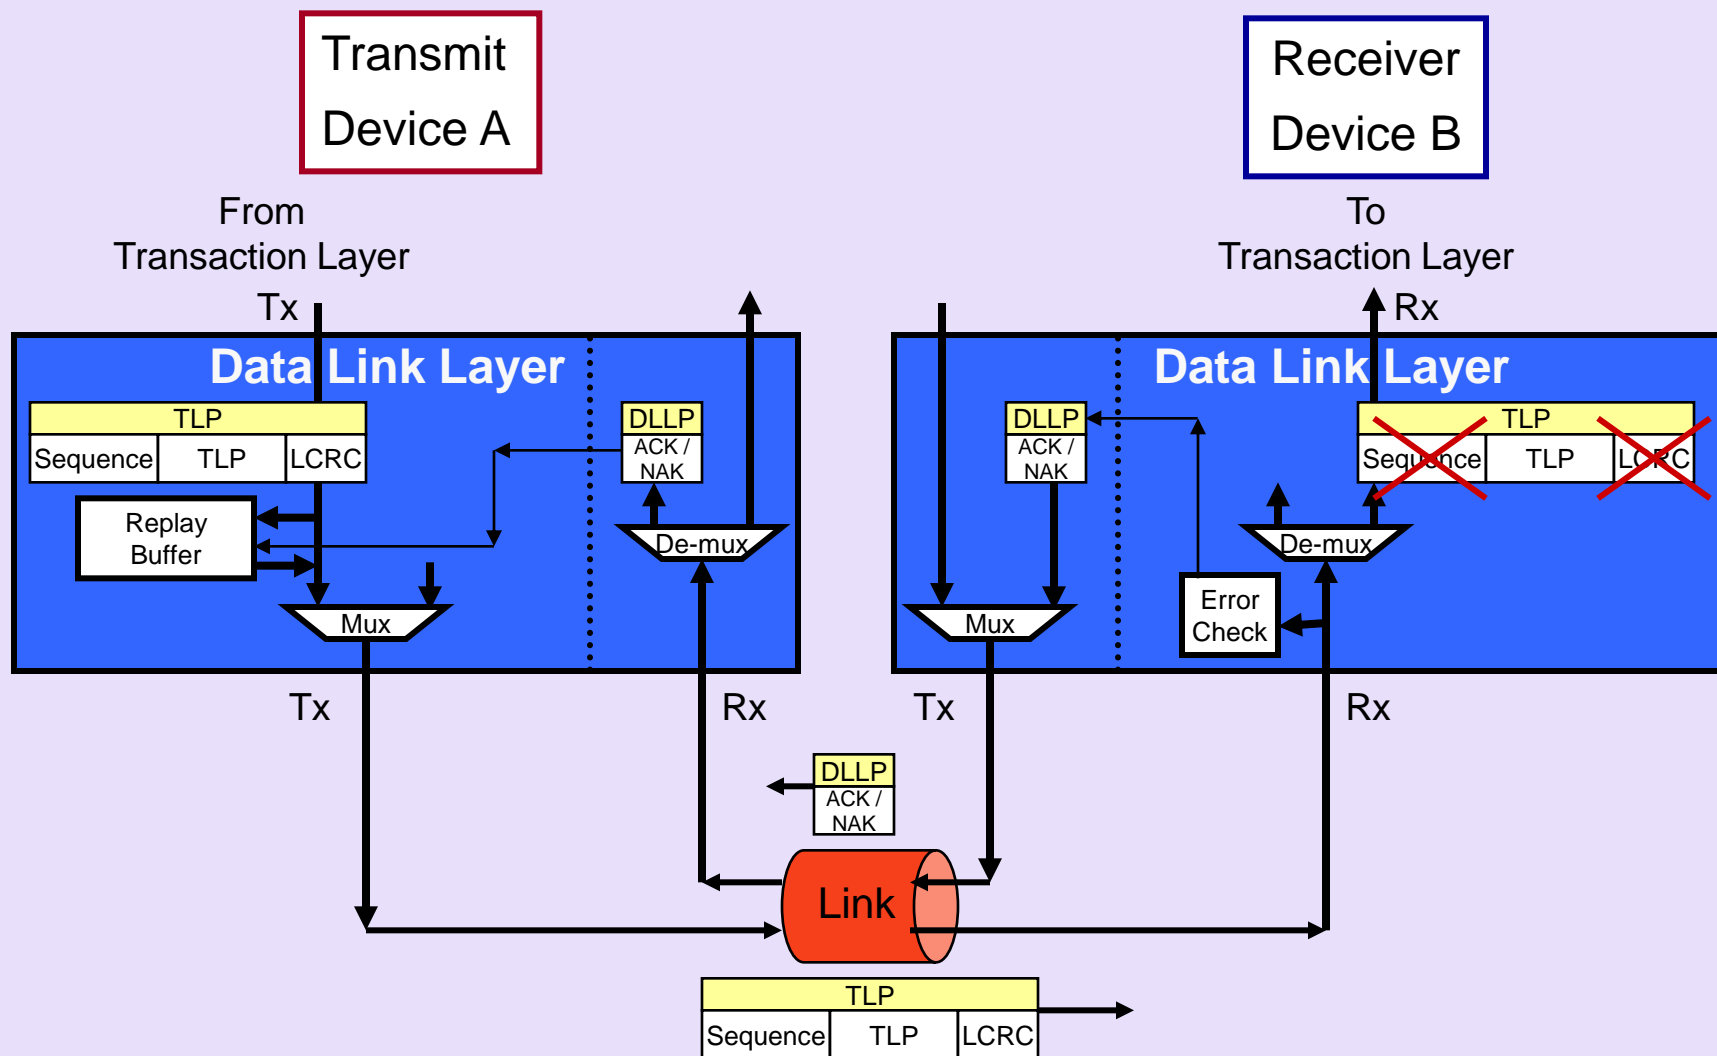 Transmit
Device A
Receiver
Device B
From
Transaction Layer
To
Transaction Layer
Tx
Rx
Data Link Layer
Data Link Layer
TLP
Sequence TLP LCRC
DLLP
ACK /
NAK
DLLP
ACK /
NAK
TLP
Sequence TLP LCRC
Replay
Buffer
De-mux
De-mux
Mux
Mux
Error
Check
Tx
Rx
Tx
Rx
DLLP
ACK /
NAK
Link
TLP
Sequence TLP LCRC